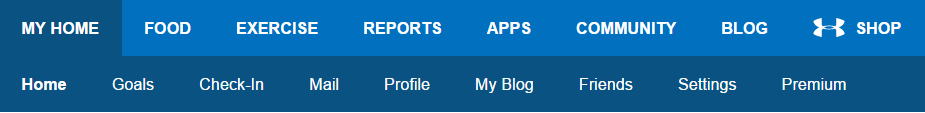 MY HOME FOOD EXERCISE REPORTS APPS COMMUNITY BLOG SHOP
Home Goals Check-In Mail Profile My Blog Friends Settings Premium